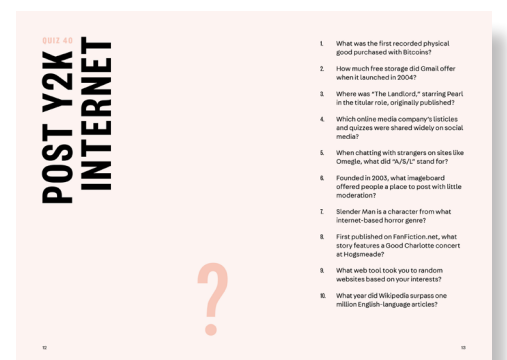 QUIZ 40
POST Y2K
INTERNET
?
12
1. What was the first recorded physical
good purchased with Bitcoins?
2. How much free storage did Gmail offer
when it launched in 2004?
3. Where was "The Landlord," starring Pearl
in the titular role, originally published?
4. Which online media company's listicles
and quizzes were shared widely on social
media?
5. When chatting with strangers on sites like
Omegle, what did "A/S/L" stand for?
6. Founded in 2003, what imageboard
offered people a place to post with little
moderation?
7. Slender Man is a character from what
internet-based horror genre?
8. First published on FanFiction.net, what
story features a Good Charlotte concert
at Hogsmeade?
9. What web tool took you to random
websites based on your interests?
10. What year did Wikipedia surpass one
million English-language articles?
13